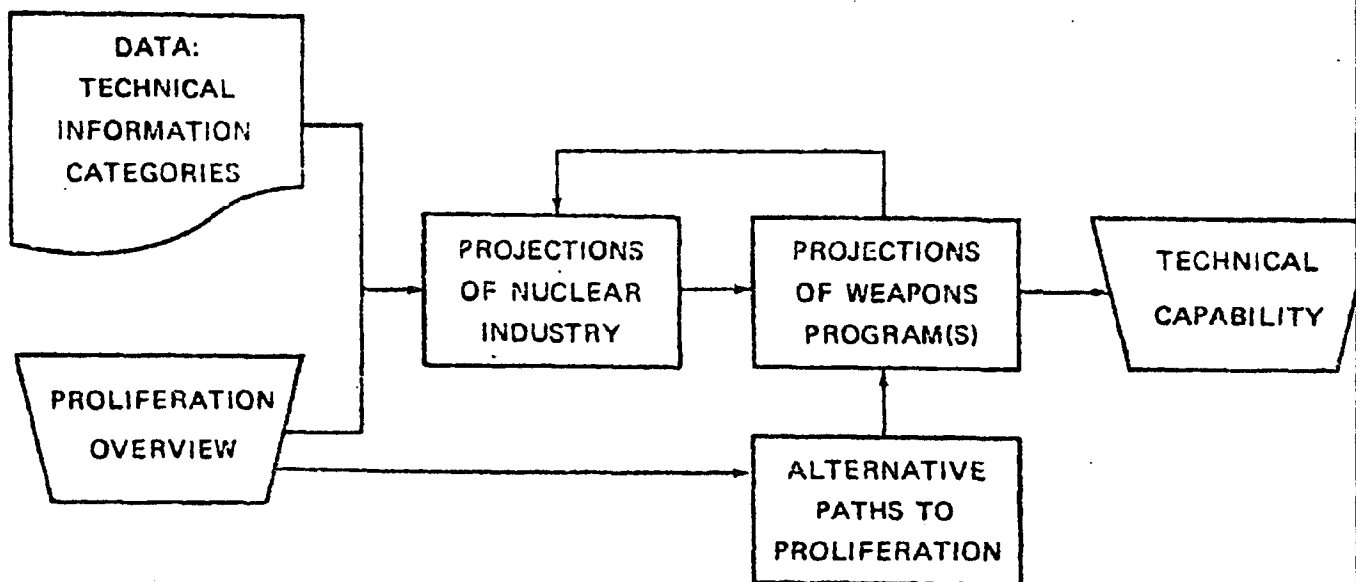 DATA:
TECHNICAL
INFORMATION
CATEGORIES
PROJECTIONS
OF NUCLEAR
INDUSTRY
PROJECTIONS
OF WEAPONS
PROGRAM(S)
TECHNICAL
CAPABILITY
PROLIFERATION
OVERVIEW
ALTERNATIVE
PATHS TO
PROLIFERATION